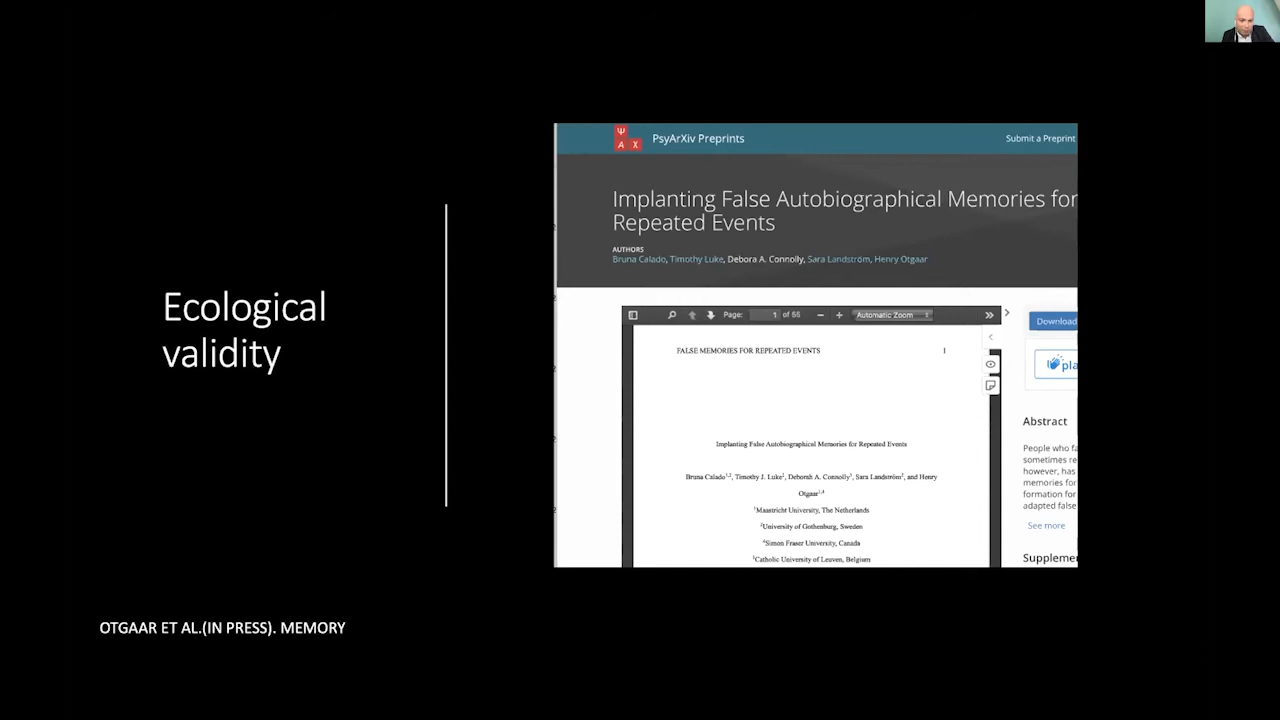 Ecological
validity
OTGAAR ET AL.(IN PRESS). MEMORY
Ψ
A X
PsyArXiv Preprints
Submit a Preprint
Implanting False Autobiographical Memories for
Repeated Events
AUTHORS
Bruna Calado, Timothy Luke, Debora A. Connolly, Sara Landström, Henry Otgaar
Page: 1 of 55
Automatic Zoom
FALSE MEMORIES FOR REPEATED EVENTS 1
Implanting False Autobiographical Memories for Repeated Events
Bruna Calado1,2, Timothy J. Luke2, Deborah A. Connolly3, Sara Landström2, and Henry
Otgaar1,4
1Maastricht University, The Netherlands
2University of Gothenburg, Sweden
Simon Fraser University, Canada
Catholic University of Leuven, Belgium
Download
pla
Abstract
People who fa
sometimes re
however, has
memories for
formation for
adapted false
See more
Supplemen